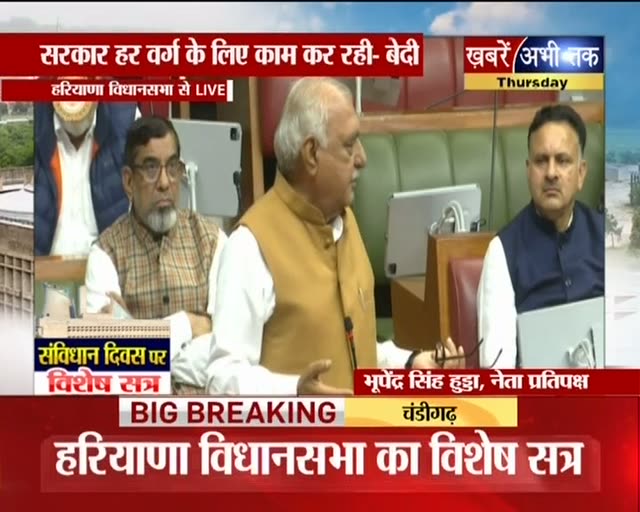 सरकार हर वर्ग के लिए काम कर रही- बेदी
ख़बरें अभी तक
Thursday
हरियाणा विधानसभा से LIVE
संविधान दिवस पर
विशेष सत्र
भूपेंद्र सिंह हुड्डा, नेता प्रतिपक्ष
BIG BREAKING
चंडीगढ़
हरियाणा विधानसभा का विशेष सत्र